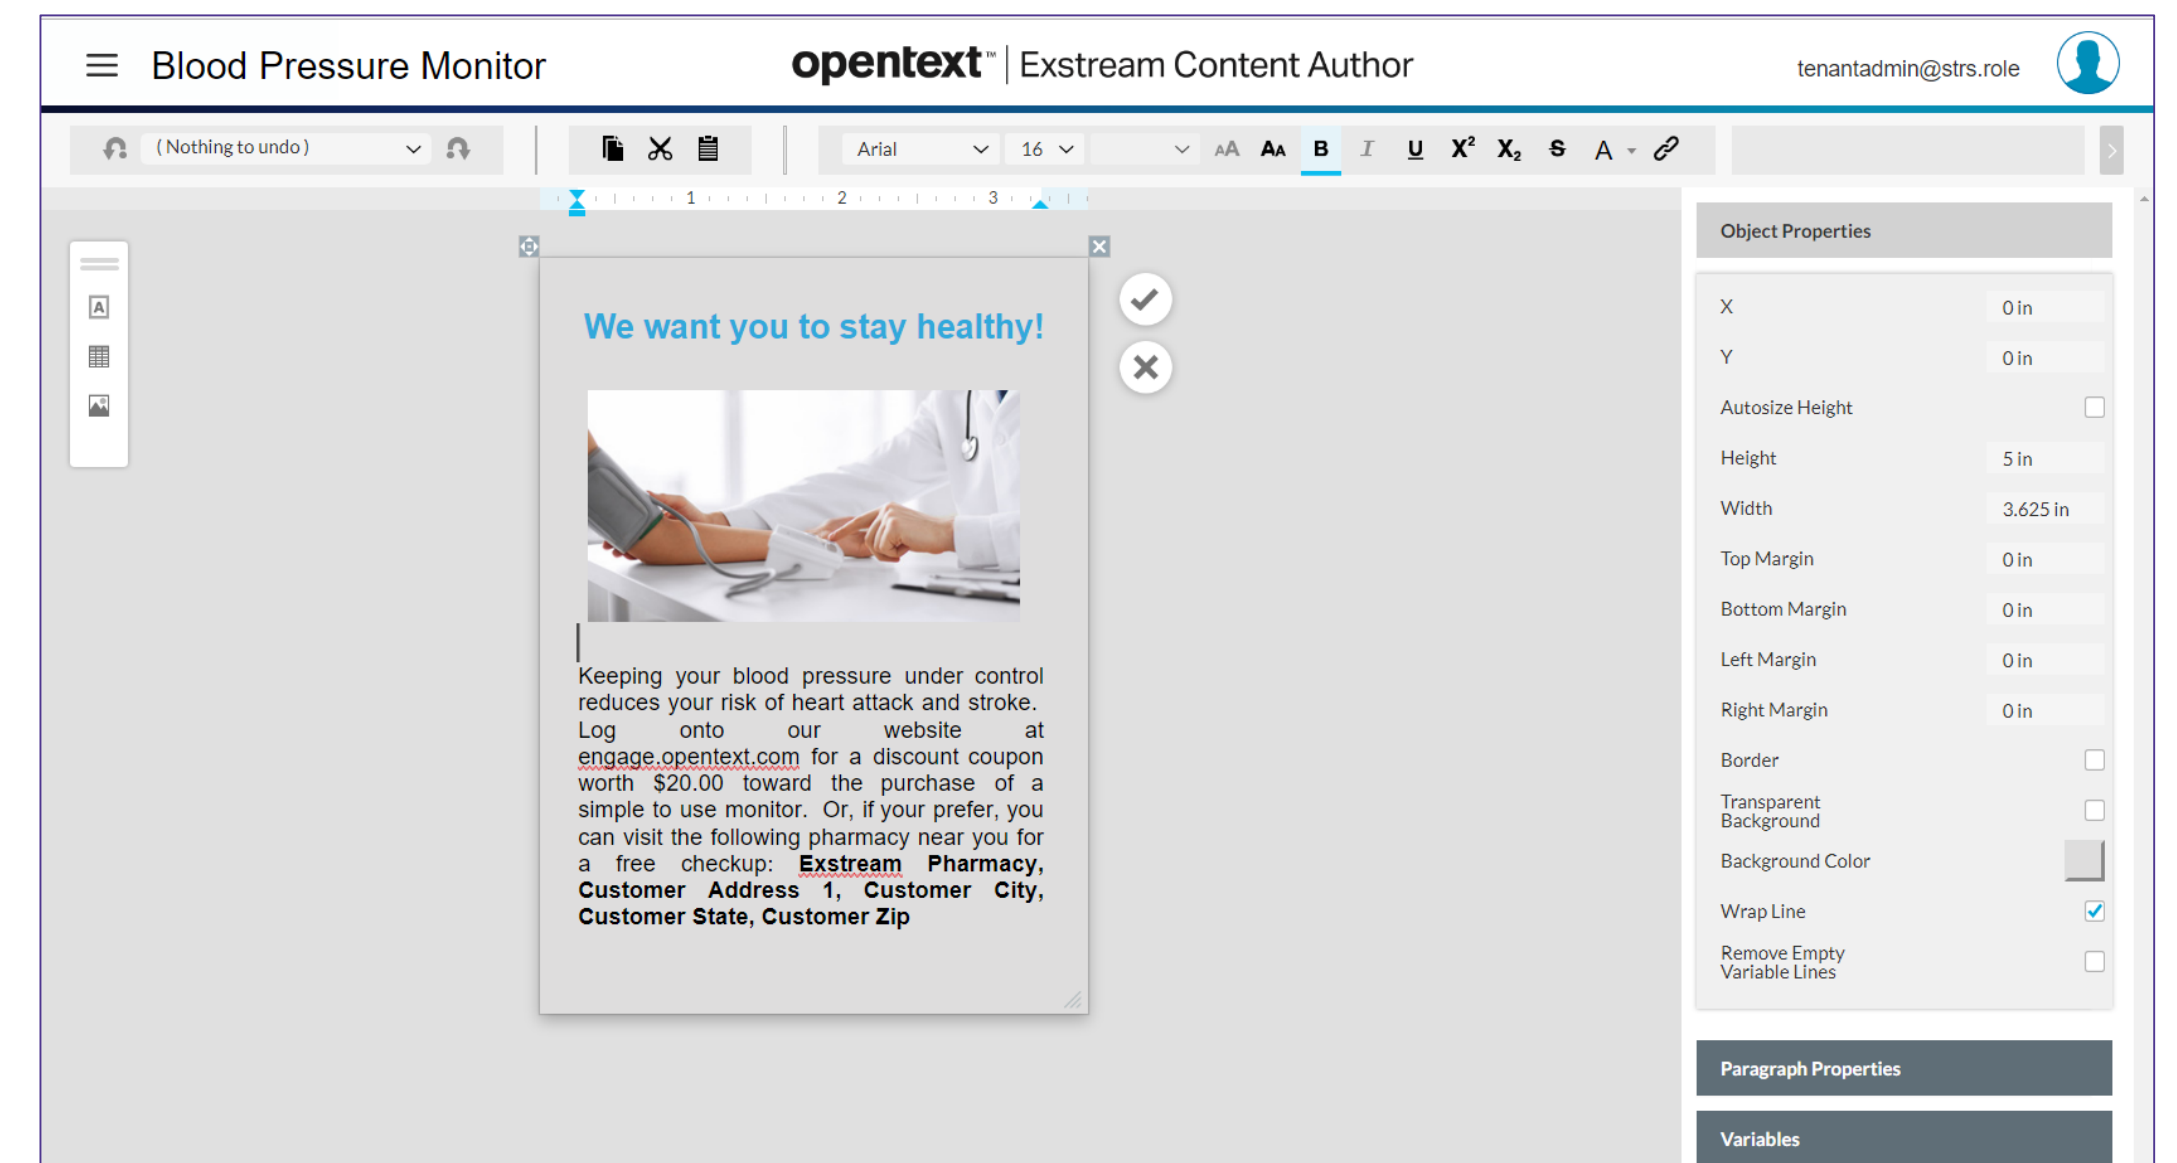 Blood Pressure Monitor
opentext™ | Exstream Content Author
tenantadmin@strs.role
(Nothing to undo)
Arial
16
AA
AA
B
I
U
X²
X₂
S
A
1 2 3
A
We want you to stay healthy!
Keeping your blood pressure under control
reduces your risk of heart attack and stroke.
Log onto our website at
engage.opentext.com for a discount coupon
worth $20.00 toward the purchase of a
simple to use monitor. Or, if your prefer, you
can visit the following pharmacy near you for
a free checkup: Exstream Pharmacy,
Customer Address 1, Customer City,
Customer State, Customer Zip
Object Properties
X 0 in
Y 0 in
Autosize Height
Height 5 in
Width 3.625 in
Top Margin 0 in
Bottom Margin 0 in
Left Margin 0 in
Right Margin 0 in
Border
Transparent
Background
Background Color
Wrap Line
Remove Empty
Variable Lines
Paragraph Properties
Variables